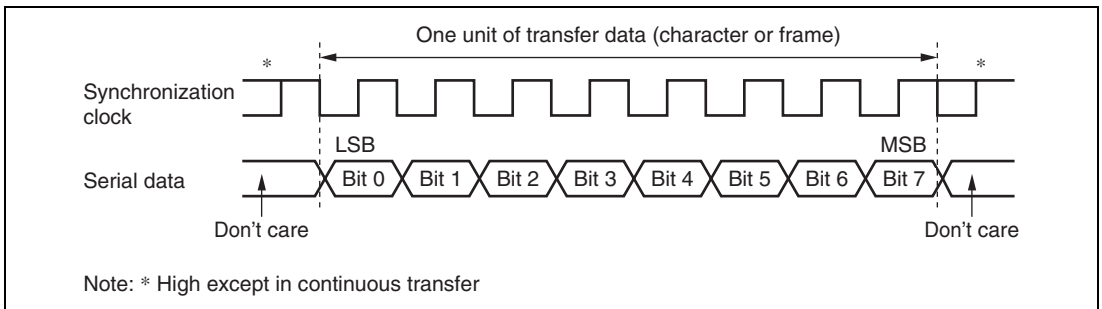 One unit of transfer data (character or frame)
* *
Synchronization
clock
LSB MSB
Serial data Bit 0 Bit 1 Bit 2 Bit 3 Bit 4 Bit 5 Bit 6 Bit 7
Don't care Don't care
Note: * High except in continuous transfer